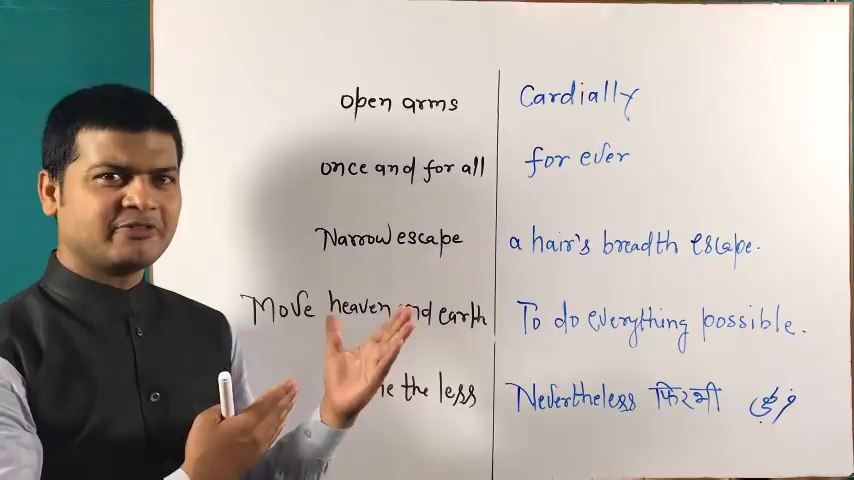 open arms Cardially
once and for all for ever
Narrow escape a hair's breadth escape.
Move heaven and earth To do everything possible.
the less Nevertheless फिरभी